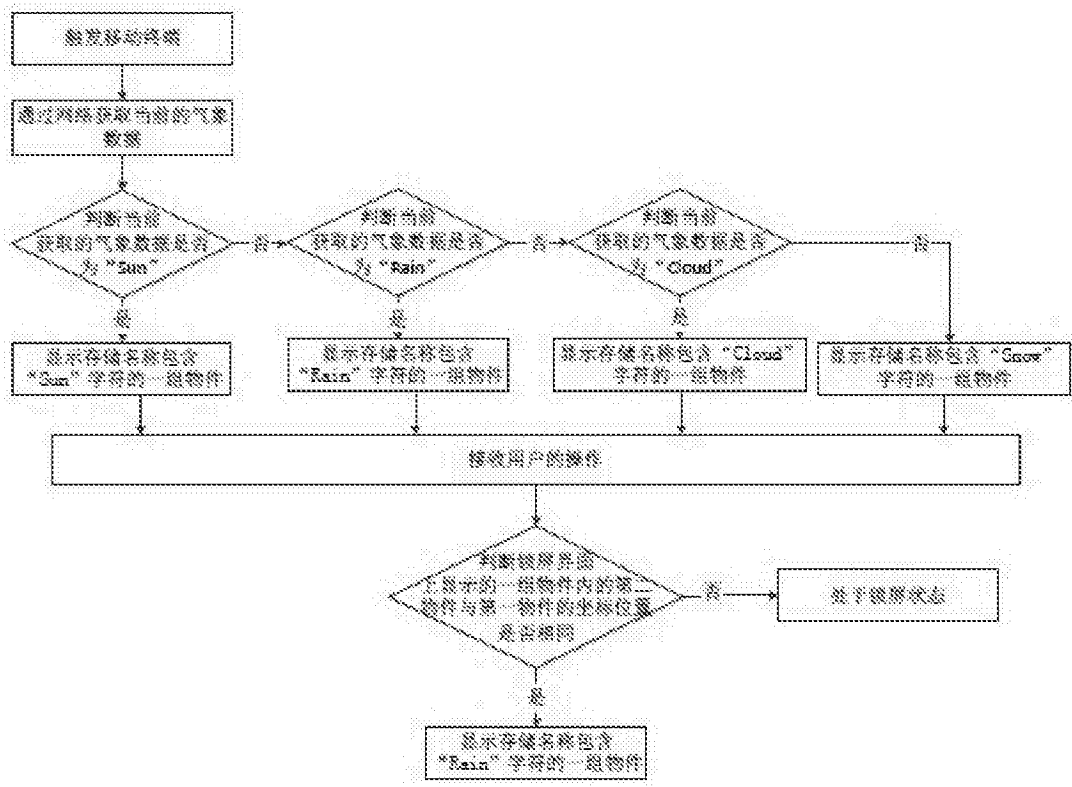 触发移动终端
通过网络获取当前的气象
数据
判断当前
获取的气象数据是否
为“Sun”
否
判断当前
获取的气象数据是否
为“Rain”
否
判断当前
获取的气象数据是否
为“Cloud”
否
是
是
是
显示存储名称包含
“Sun”字符的一组物件
显示存储名称包含
“Rain”字符的一组物件
显示存储名称包含“Cloud”
字符的一组物件
显示存储名称包含“Snow”
字符的一组物件
接收用户的操作
判断锁屏界面
上显示的一组物件内的第二
物件与第一物件的坐标位置
是否相同
否
处于锁屏状态
是
显示存储名称包含
“Rain”字符的一组物件